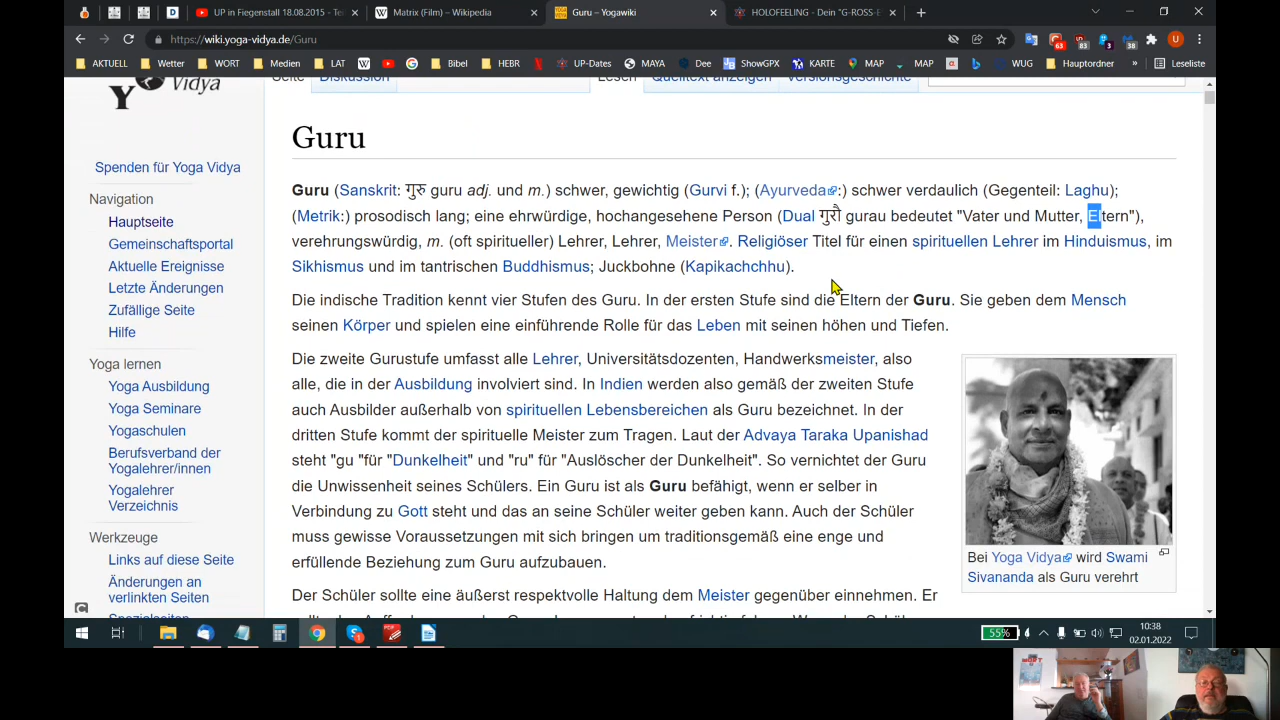 UP in Fiegenstall 18.08.2015 - Te
Matrix (Film) – Wikipedia
Guru – Yogawiki
HOLOFEELING - Dein "G-ROSS-E
https://wiki.yoga-vidya.de/Guru
63
83
3
38
U
AKTUELL
Wetter
WORT
Medien
LAT
Bibel
HEBR
UP-Dates
MAYA
Dee
ShowGPX
KARTE
MAP
MAP
WUG
Hauptordner
»
Leseliste
Y Vidya
Seite
Diskussion
Lesen
Quelltext anzeigen
Versionsgeschichte
Guru
Guru (Sanskrit: गुरु guru adj. und m.) schwer, gewichtig (Gurvi f.); (Ayurveda:) schwer verdaulich (Gegenteil: Laghu);
(Metrik:) prosodisch lang; eine ehrwürdige, hochangesehene Person (Dual गुरौ gurau bedeutet "Vater und Mutter, Eltern"),
verehrungswürdig, m. (oft spiritueller) Lehrer, Lehrer, Meister. Religiöser Titel für einen spirituellen Lehrer im Hinduismus, im
Sikhismus und im tantrischen Buddhismus; Juckbohne (Kapikachchhu).
Die indische Tradition kennt vier Stufen des Guru. In der ersten Stufe sind die Eltern der Guru. Sie geben dem Mensch
seinen Körper und spielen eine einführende Rolle für das Leben mit seinen höhen und Tiefen.
Die zweite Gurustufe umfasst alle Lehrer, Universitätsdozenten, Handwerksmeister, also
alle, die in der Ausbildung involviert sind. In Indien werden also gemäß der zweiten Stufe
auch Ausbilder außerhalb von spirituellen Lebensbereichen als Guru bezeichnet. In der
dritten Stufe kommt der spirituelle Meister zum Tragen. Laut der Advaya Taraka Upanishad
steht "gu "für "Dunkelheit" und "ru" für "Auslöscher der Dunkelheit". So vernichtet der Guru
die Unwissenheit seines Schülers. Ein Guru ist als Guru befähigt, wenn er selber in
Verbindung zu Gott steht und das an seine Schüler weiter geben kann. Auch der Schüler
muss gewisse Voraussetzungen mit sich bringen um traditionsgemäß eine enge und
erfüllende Beziehung zum Guru aufzubauen.
Der Schüler sollte eine äußerst respektvolle Haltung dem Meister gegenüber einnehmen. Er
Bei Yoga Vidya wird Swami
Sivananda als Guru verehrt
Spenden für Yoga Vidya
Navigation
Hauptseite
Gemeinschaftsportal
Aktuelle Ereignisse
Letzte Änderungen
Zufällige Seite
Hilfe
Yoga lernen
Yoga Ausbildung
Yoga Seminare
Yogaschulen
Berufsverband der
Yogalehrer/innen
Yogalehrer
Verzeichnis
Werkzeuge
Links auf diese Seite
Änderungen an
verlinkten Seiten
Spezialseiten
55%
10:38
02.01.2022